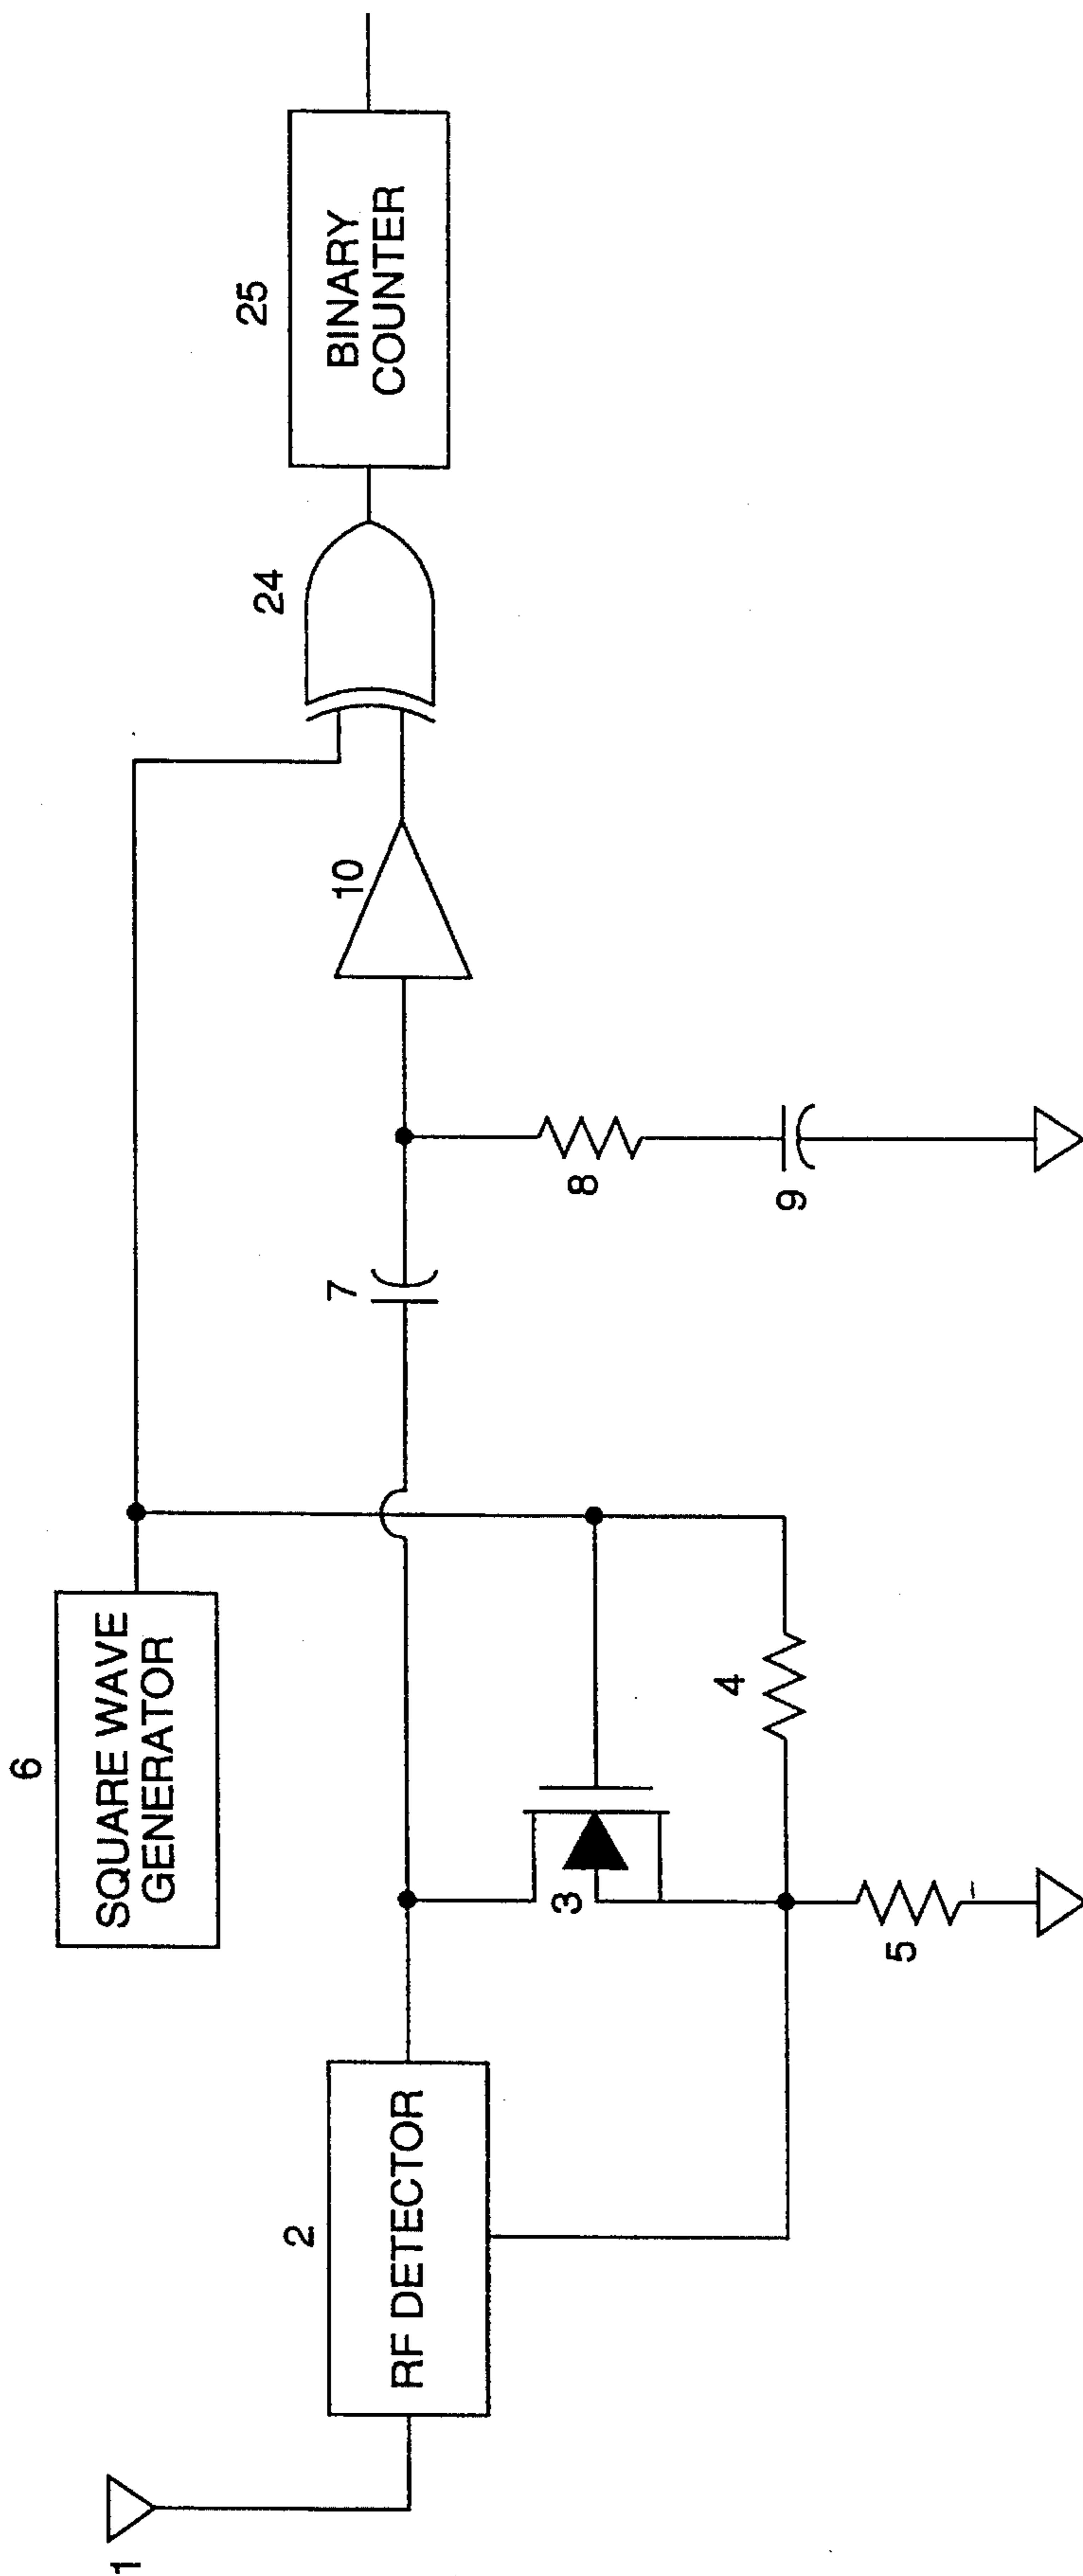 1
2
RF DETECTOR
6
SQUARE WAVE
GENERATOR
3
4
5
7
8
9
10
24
25
BINARY
COUNTER